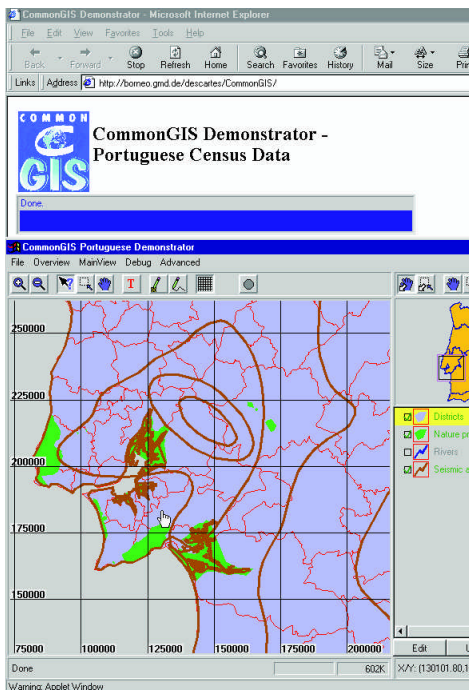 CommonGIS Demonstrator - Microsoft Internet Explorer
File Edit View Favorites Tools Help
Back Forward Stop Refresh Home Search Favorites History Mail Size
Links Address http://borneo.gmd.de/descartes/CommonGIS/
COMMON
GIS
CommonGIS Demonstrator -
Portuguese Census Data
Done.
CommonGIS Portuguese Demonstrator
File Overview MainView Debug Advanced
T
250000
225000
200000
175000
150000
75000 100000 125000 150000 175000 200000
Districts
Nature pr
Rivers
Seismic a
Edit
Done
602K
X/Y: (130101.80,1
Warning: Applet Window